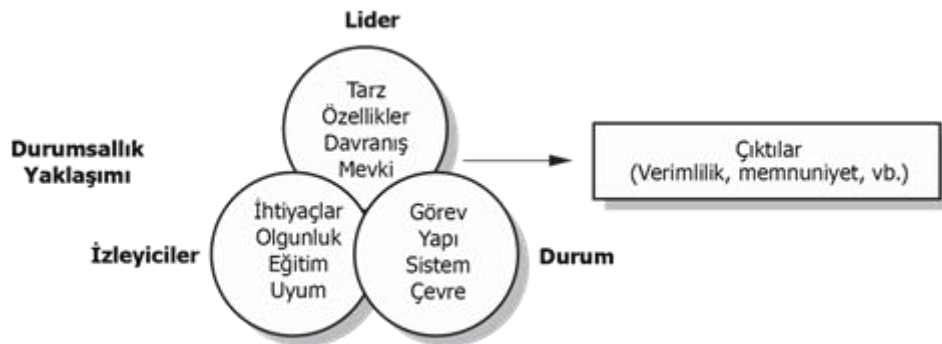 Lider
Tarz
Özellikler
Davranış
Mevki
Durumsallık
Yaklaşımı
Çıktılar
(Verimlilik, memnuniyet, vb.)
İzleyiciler
İhtiyaçlar
Olgunluk
Eğitim
Uyum
Görev
Yapı
Sistem
Çevre
Durum